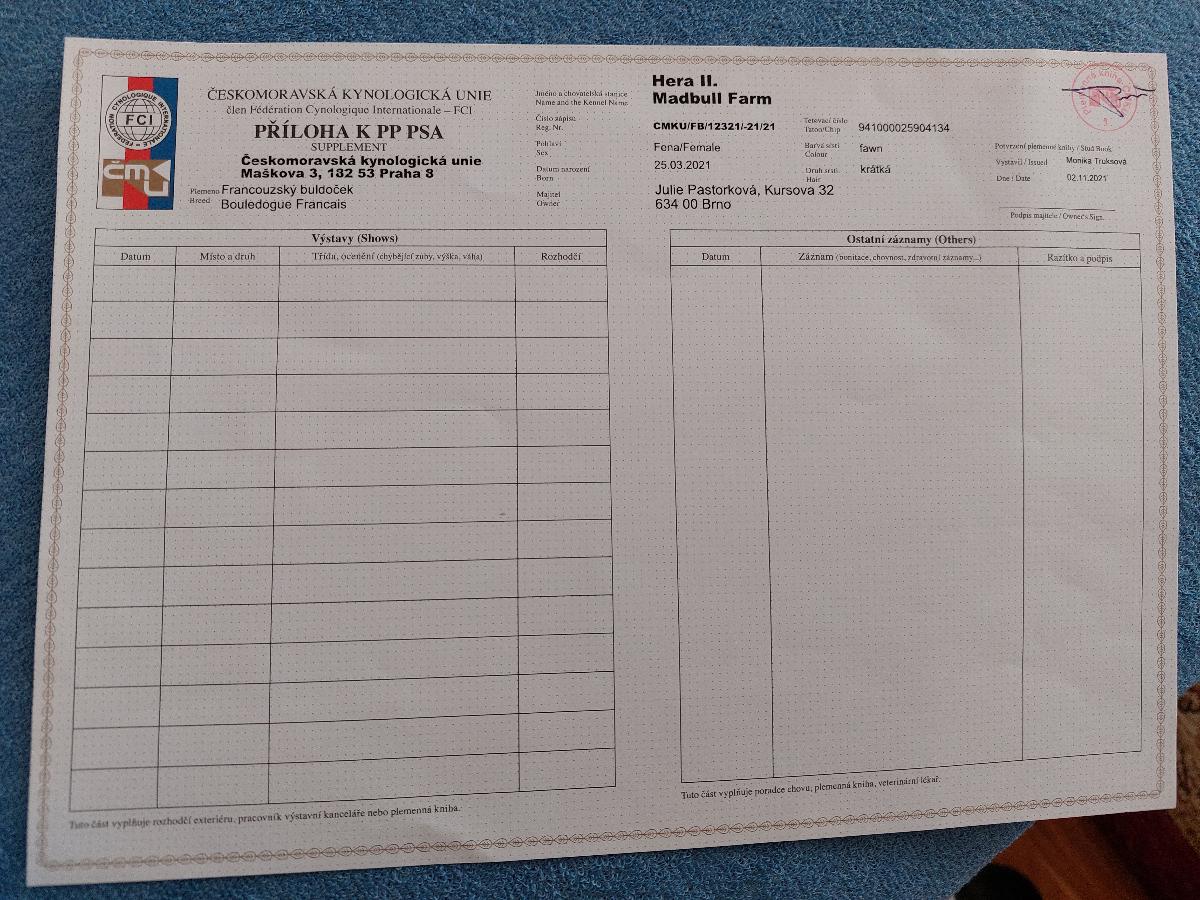 FÉDÉRATION CYNOLOGIQUE INTERNATIONALE
FCI
ČMKU
ČESKOMORAVSKÁ KYNOLOGICKÁ UNIE
člen Fédération Cynologique Internationale – FCI
PŘÍLOHA K PP PSA
SUPPLEMENT
Českomoravská kynologická unie
Maškova 3, 182 53 Praha 8
Plemeno Francouzský buldoček
Breed Bouledogue Francais
Jméno a chovatelská stanice
Name and the Kennel Name
Hera II.
Madbull Farm
Číslo zápisu
Reg. Nr.
CMKU/FB/12321/-21/21
Tetovací číslo
Tatoo/Chip
941000025904134
Pohlaví
Sex
Fena/Female
Barva srsti
Colour
fawn
Datum narození
Born
25.03.2021
Druh srsti
Hair
krátká
Majitel
Owner
Julie Pastorková, Kursova 32
634 00 Brno
Potvrzení plemenné knihy / Stud Book
Vystavil / Issued Monika Truksová
Dne / Date 02.11.2021
Podpis majitele / Owner's Sign.
Výstavy (Shows)
Datum Místo a druh Třída, ocenění (chybějící zuby, výška, váha) Rozhodčí
Tuto část vyplňuje rozhodčí exteriéru, pracovník výstavní kanceláře nebo plemenná kniha.
Ostatní záznamy (Others)
Datum Záznam (bonitace, chovnost, zdravotní záznamy...) Razítko a podpis
Tuto část vyplňuje poradce chovu, plemenná kniha, veterinární lékař.